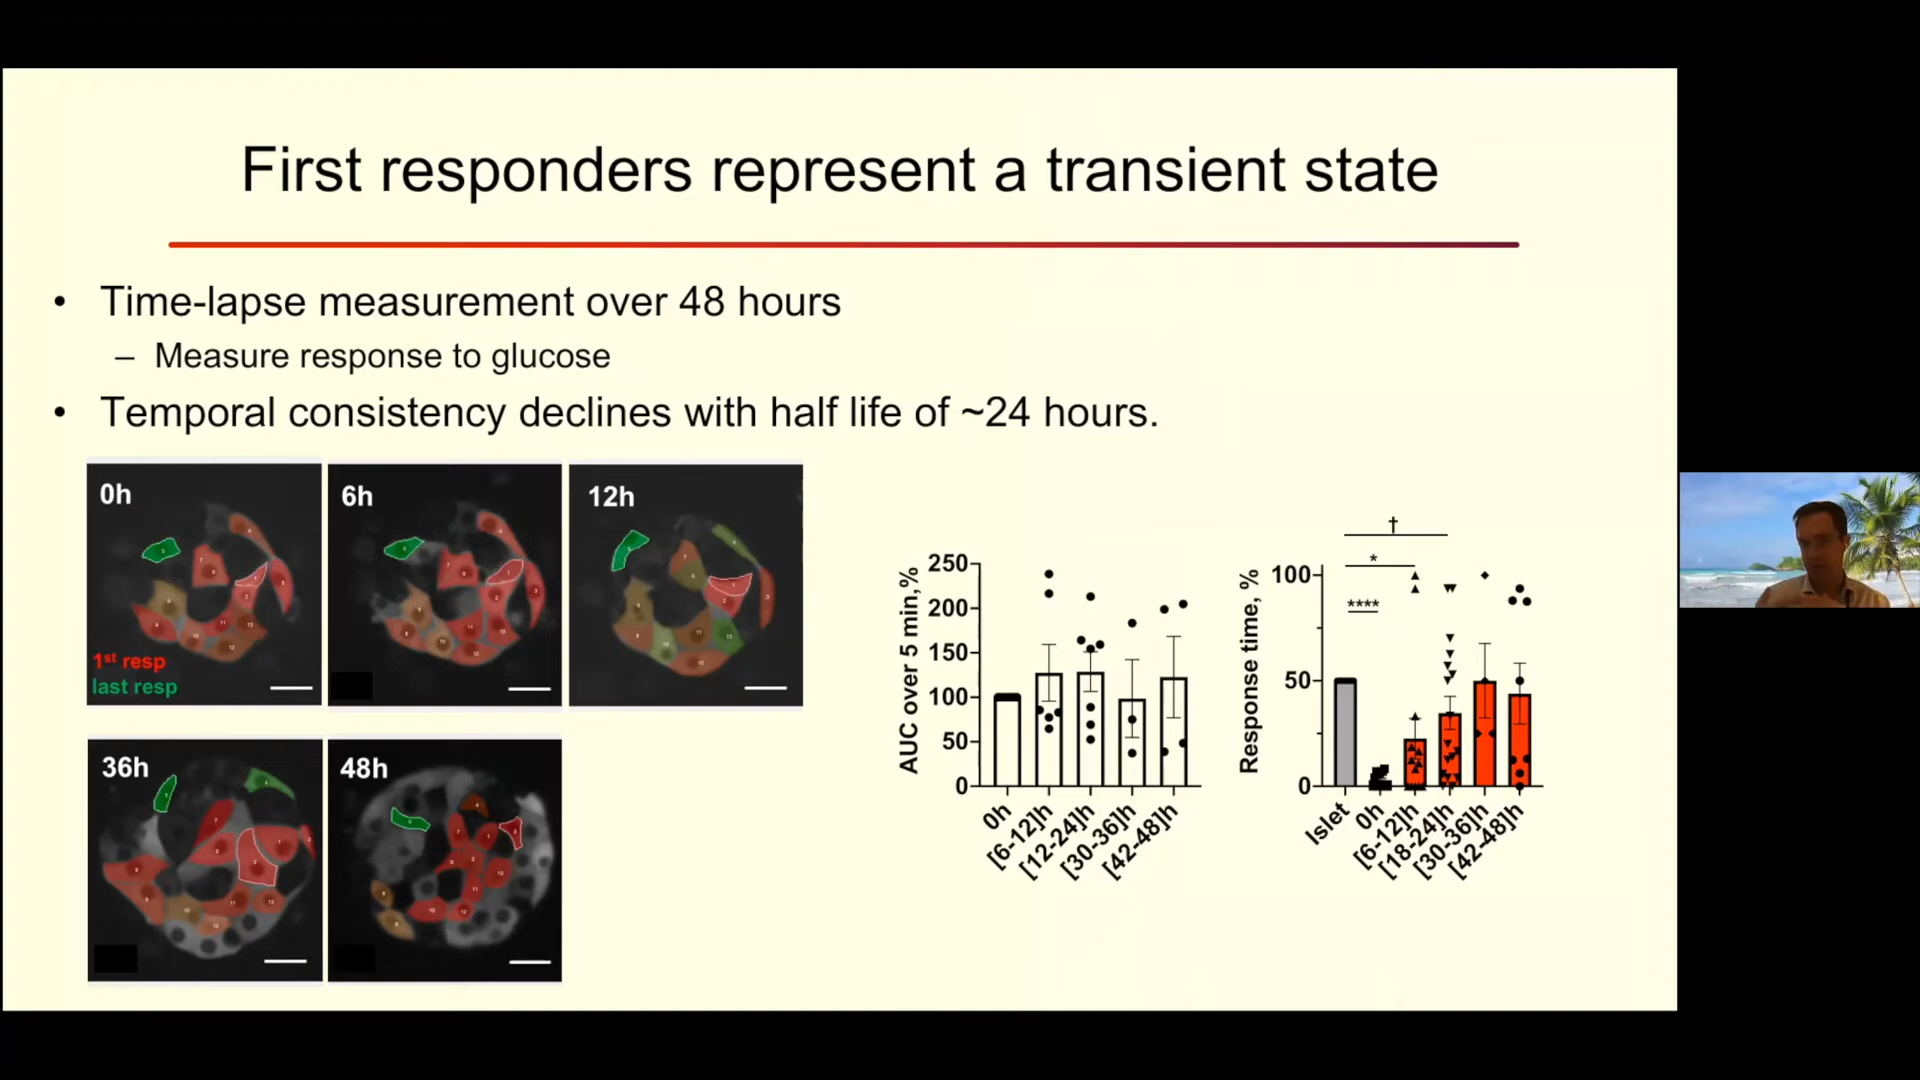 First responders represent a transient state
• Time-lapse measurement over 48 hours
– Measure response to glucose
• Temporal consistency declines with half life of ~24 hours.
0h
1st resp
last resp
6h
12h
36h
48h
AUC over 5 min,%
250
200
150
100
50
0
0h
[6-12]h
[12-24]h
[30-36]h
[42-48]h
Response time, %
100
50
0
†
*
****
Islet
0h
[6-12]h
[18-24]h
[30-36]h
[42-48]h